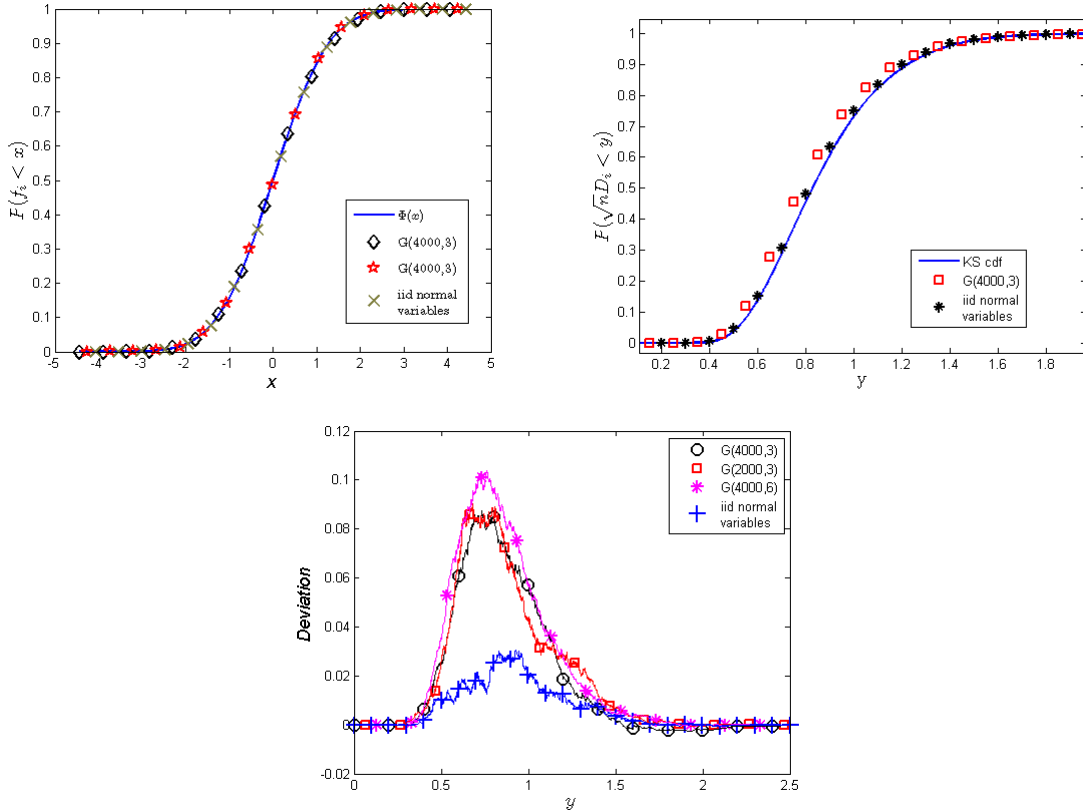 1
0.9
0.8
0.7
0.6
0.5
0.4
0.3
0.2
0.1
0
-5
-4
-3
-2
-1
0
1
2
3
4
5
P(f_i < x)
x
Φ(x)
G(4000,3)
G(4000,3)
iid normal
variables
1
0.9
0.8
0.7
0.6
0.5
0.4
0.3
0.2
0.1
0
0.2
0.4
0.6
0.8
1
1.2
1.4
1.6
1.8
P(√nD_i < y)
y
KS cdf
G(4000,3)
iid normal
variables
0.12
0.1
0.08
0.06
0.04
0.02
0
-0.02
0
0.5
1
1.5
2
2.5
Deviation
y
G(4000,3)
G(2000,3)
G(4000,6)
iid normal
variables